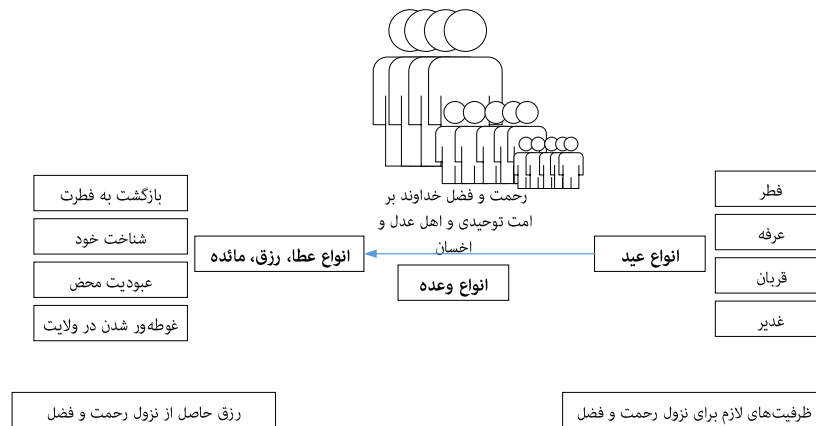 رحمت و فضل خداوند بر
امت توحیدی و اهل عدل و
اخسان
فطر
عرفه
قربان
غدیر
انواع عید
انواع وعده
انواع عطا، رزق، مائده
بازگشت به فطرت
شناخت خود
عبودیت محض
غوطه‌ور شدن در ولایت
ظرفیت‌های لازم برای نزول رحمت و فضل
رزق حاصل از نزول رحمت و فضل